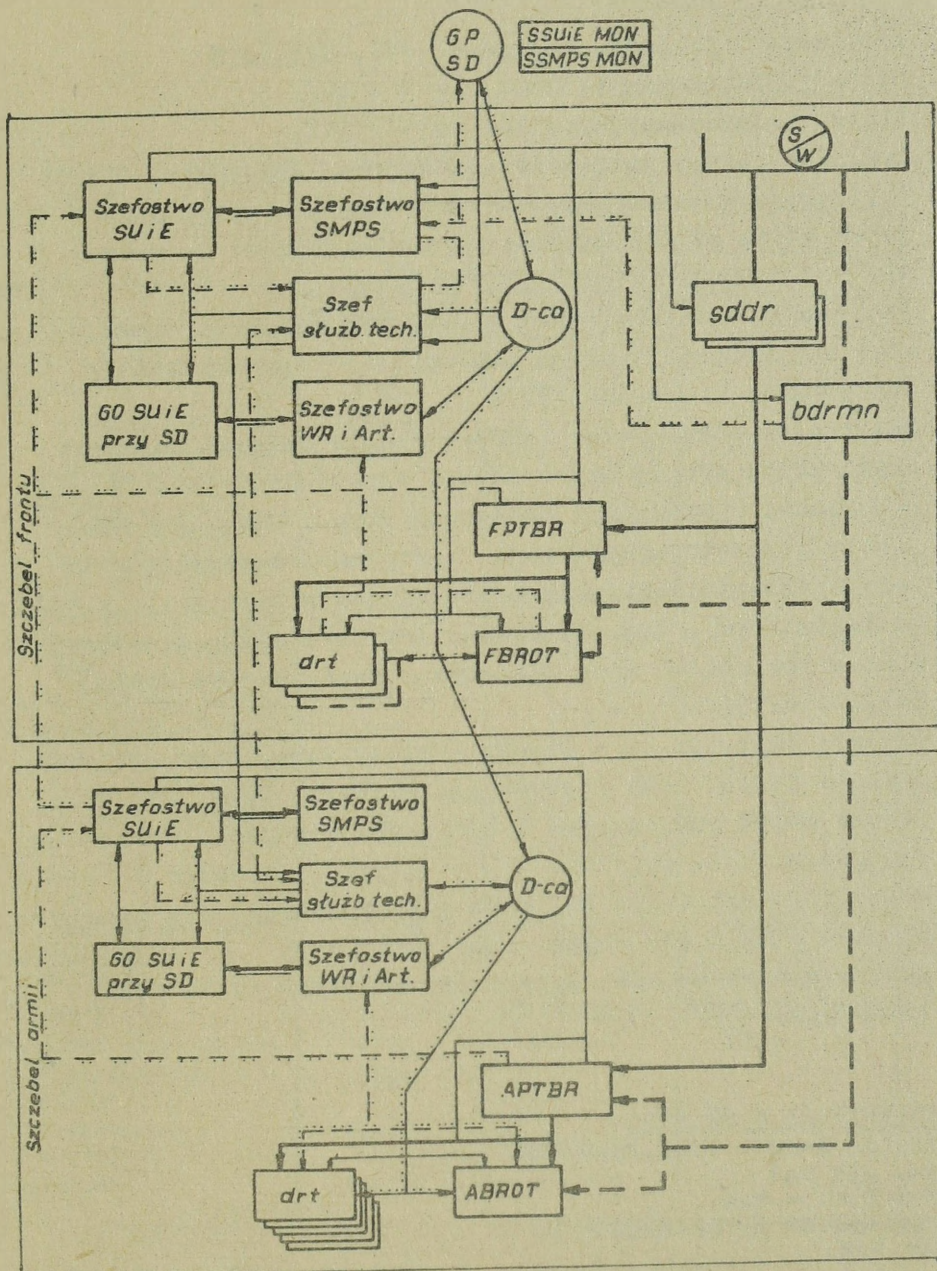 GP
SD
SSUiE MON
SSMPS MON
S/W
Szefostwo
SUiE
Szefostwo
SMPS
Szef
służb tech.
D-ca
sddr
GO SUiE
przy SD
Szefostwo
WR i Art.
bdrmn
Szczebel frontu
FPTBR
drt
FBROT
Szefostwo
SUiE
Szefostwo
SMPS
Szef
służb tech.
D-ca
GO SUiE
przy SD
Szefostwo
WR i Art.
Szczebel armii
APTBR
drt
ABROT